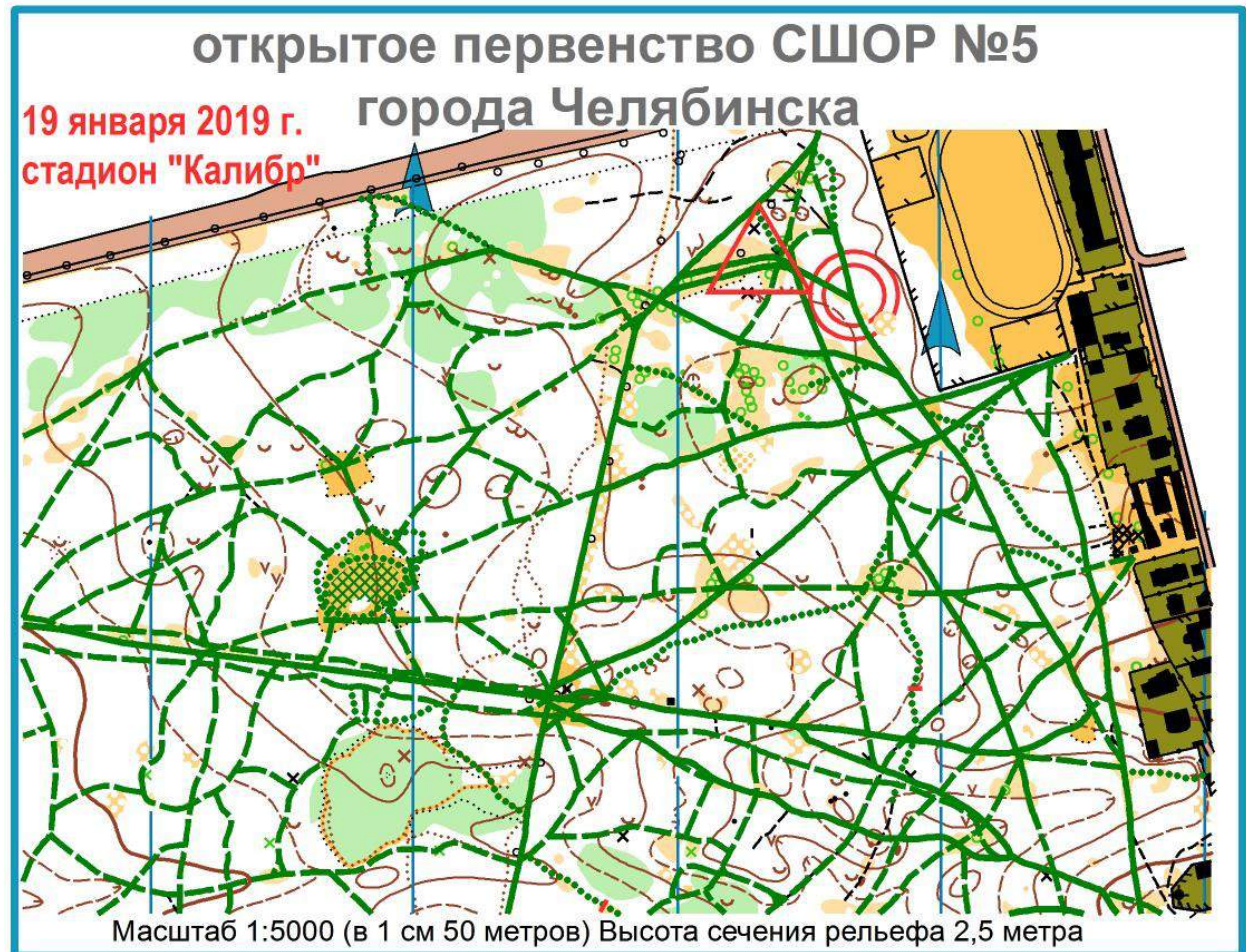 открытое первенство СШОР №5
города Челябинска
19 января 2019 г.
стадион "Калибр"
Масштаб 1:5000 (в 1 см 50 метров) Высота сечения рельефа 2,5 метра